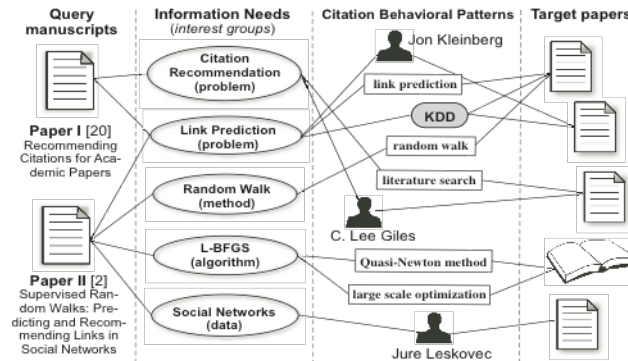 Query
manuscripts
Information Needs
(interest groups)
Citation Behavioral Patterns
Target papers
Paper I [20]
Recommending
Citations for Aca-
demic Papers
Paper II [2]
Supervised Ran-
dom Walks: Pre-
dicting and Recom-
mending Links in
Social Networks
Citation
Recommendation
(problem)
Link Prediction
(problem)
Random Walk
(method)
L-BFGS
(algorithm)
Social Networks
(data)
Jon Kleinberg
link prediction
KDD
random walk
literature search
C. Lee Giles
Quasi-Newton method
large scale optimization
Jure Leskovec